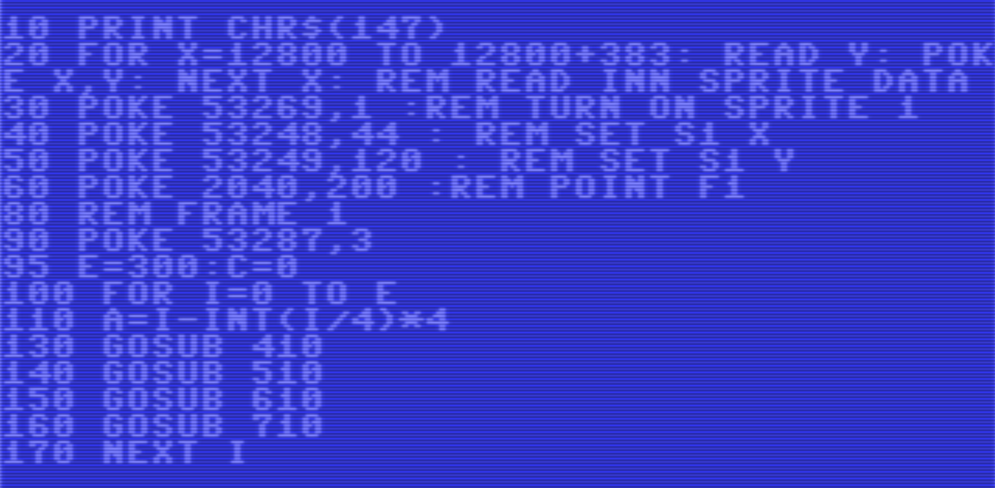 10 PRINT CHR$(147)
20 FOR X=12800 TO 12800+383: READ Y: POK
E X,Y: NEXT X: REM READ INN SPRITE DATA
30 POKE 53269,1 :REM TURN ON SPRITE 1
40 POKE 53248,44 : REM SET S1 X
50 POKE 53249,120 : REM SET S1 Y
60 POKE 2040,200 :REM POINT F1
80 REM FRAME 1
90 POKE 53287,3
95 E=300:C=0
100 FOR I=0 TO E
110 A=I-INT(I/4)*4
130 GOSUB 410
140 GOSUB 510
150 GOSUB 610
160 GOSUB 710
170 NEXT I